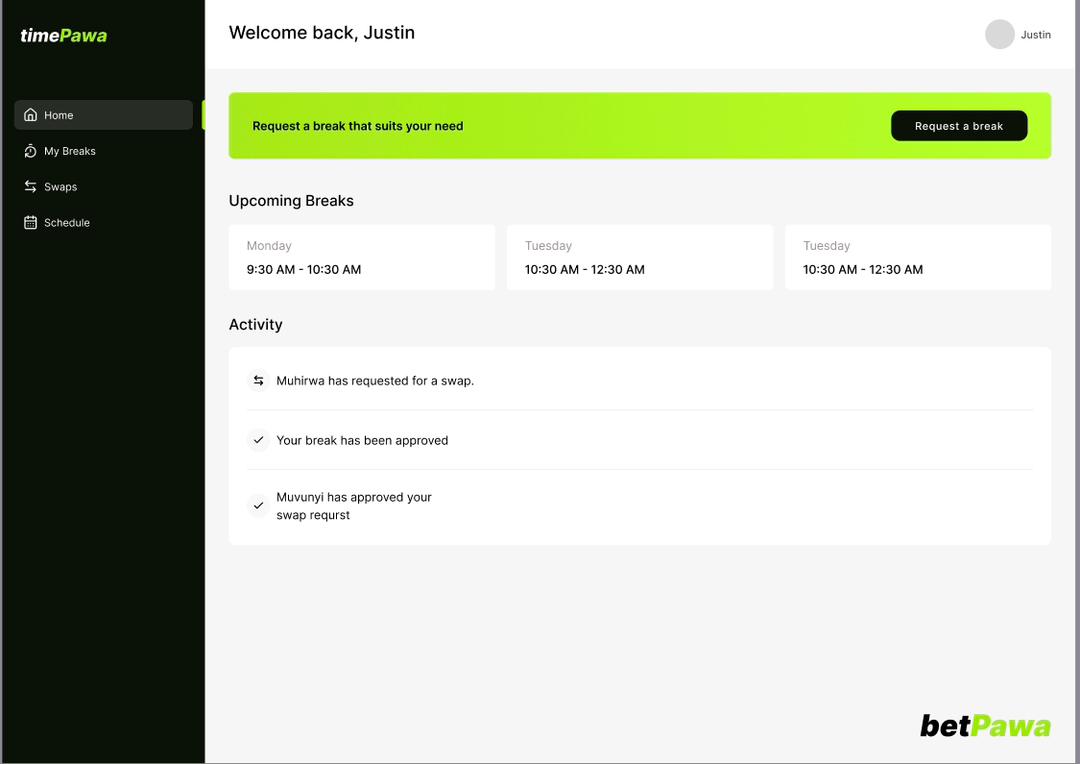 timePawa
Welcome back, Justin
Justin
Home
My Breaks
Swaps
Schedule
Request a break that suits your need
Request a break
Upcoming Breaks
Monday
9:30 AM - 10:30 AM
Tuesday
10:30 AM - 12:30 AM
Tuesday
10:30 AM - 12:30 AM
Activity
Muhirwa has requested for a swap.
Your break has been approved
Muvunyi has approved your
swap requrst
betPawa